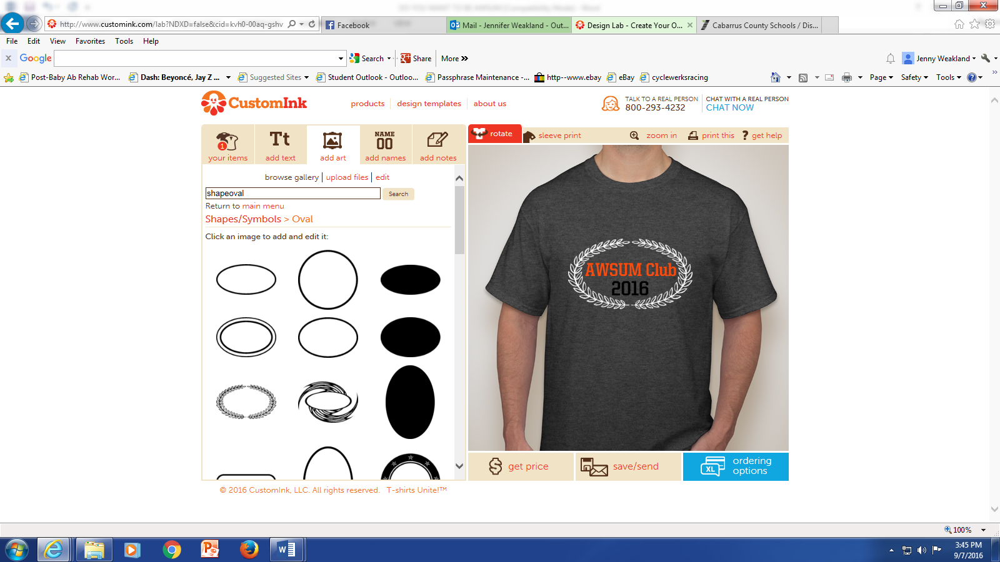 http://www.customink.com/lab?NDXD=false&cid=kvh0-00aq-gshv
Facebook
Mail - Jennifer Weakland - Out...
Design Lab - Create Your O...
Cabarrus County Schools / Dis...
File Edit View Favorites Tools Help
x Google Search Share More »
Jenny Weakland
Post-Baby Ab Rehab Wor...
Dash: Beyoncé, Jay Z ...
Suggested Sites
Student Outlook - Outloo...
Passphrase Maintenance -...
http--www.ebay
eBay
cyclewerksracing
Page Safety Tools
CustomInk
products design templates about us
TALK TO A REAL PERSON
800-293-4232
CHAT WITH A REAL PERSON
CHAT NOW
1
your items
Tt
add text
add art
NAME
00
add names
add notes
rotate
sleeve print
zoom in
print this
? get help
browse gallery | upload files | edit
shapeoval
Search
Return to main menu
Shapes/Symbols > Oval
Click an image to add and edit it:
AWSUM Club
2016
get price
save/send
XL
ordering
options
© 2016 CustomInk, LLC. All rights reserved. T-shirts Unite!™
100%
3:45 PM
9/7/2016